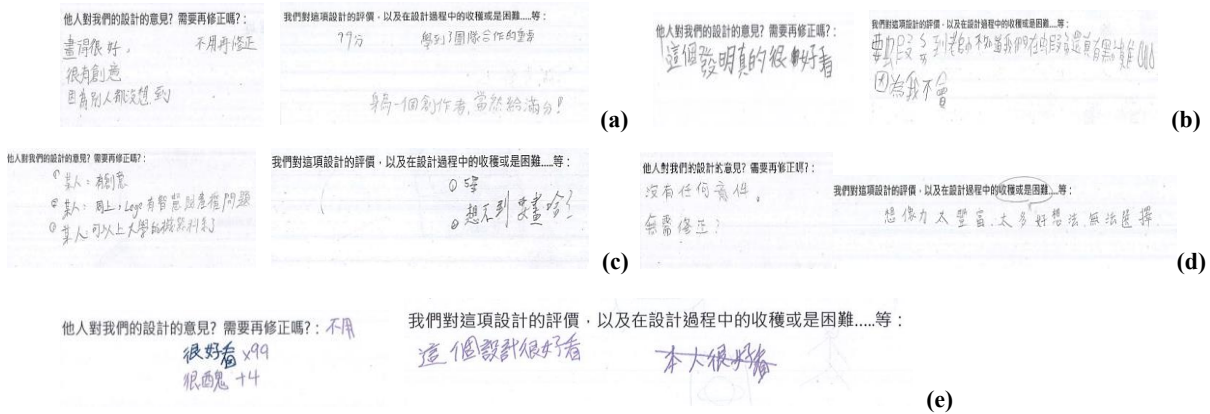 他人對我們的設計的意見? 需要再修正嗎? :
畫得很好, 不用再修正
很有創意
因為別人都沒想到
我們對這項設計的評價,以及在設計過程中的收穫或是困難.....等:
99分 學到了團隊合作的重要
身為一個創作者,當然給滿分!
(a)
他人對我們的設計的意見? 需要再修正嗎? :
這個發明真的很好看
我們對這項設計的評價,以及在設計過程中的收穫或是困難.....等:
因為我不會
(b)
他人對我們的設計的意見? 需要再修正嗎? :
① 某人:有創意
② 某人:馬上,Lego有智慧財產權問題
③ 某人:可以上大學的機器科系
我們對這項設計的評價,以及在設計過程中的收穫或是困難.....等:
①
② 想不到要畫啥?
(c)
他人對我們的設計的意見? 需要再修正嗎? :
沒有任何意件。
無需修正?
我們對這項設計的評價,以及在設計過程中的收穫或是困難.....等:
想像力太豐富,太多好想法,無法選擇.
(d)
他人對我們的設計的意見? 需要再修正嗎? : 不用
很好看 x99
很醜 +4
我們對這項設計的評價,以及在設計過程中的收穫或是困難.....等:
這個設計很好看 本人很好看
(e)